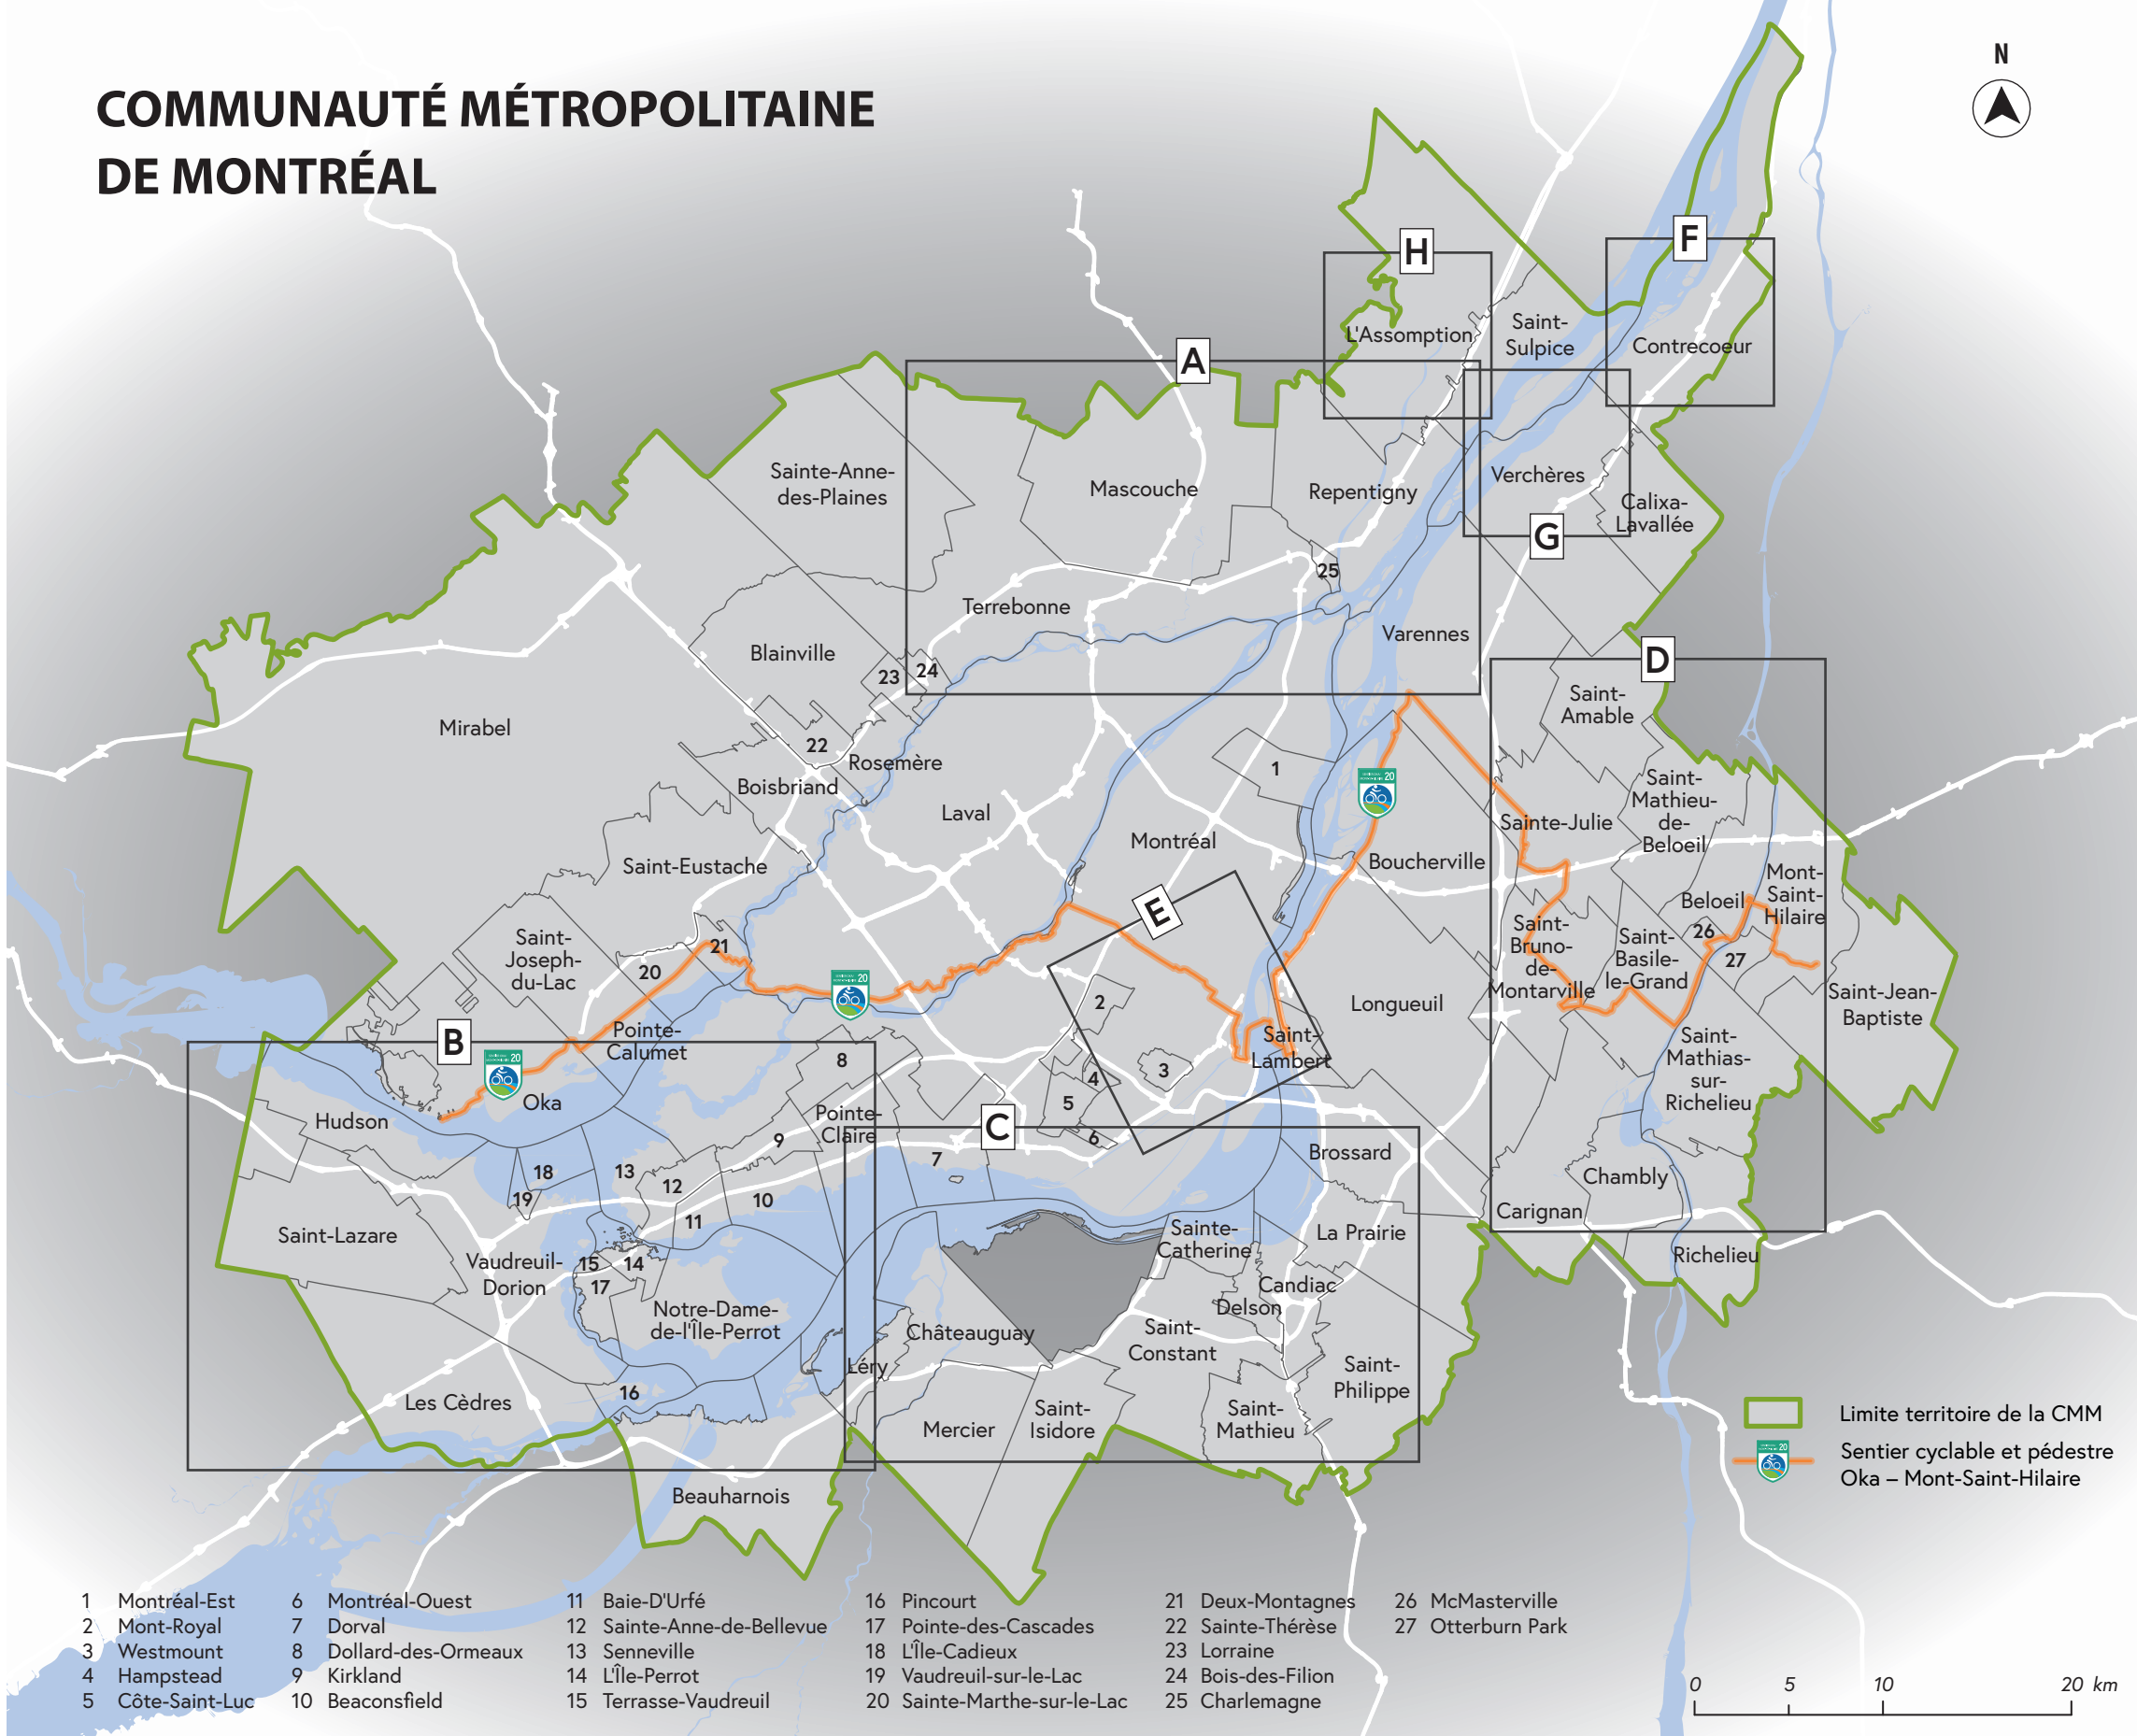 COMMUNAUTÉ MÉTROPOLITAINE
DE MONTRÉAL
N
H
F
A
L'Assomption
Saint-
Sulpice
Contrecoeur
Sainte-Anne-
des-Plaines
Mascouche
Repentigny
Verchères
Calixa-
Lavallée
G
25
Terrebonne
Varennes
Blainville
23
24
D
Saint-
Amable
Mirabel
22
Rosemère
Boisbriand
1
20
Laval
Montréal
Sainte-Julie
Saint-
Mathieu-
de-
Beloeil
Saint-Eustache
Boucherville
Mont-
Saint-
Hilaire
Beloeil
E
Saint-
Joseph-
du-Lac
21
20
20
Saint-
Bruno-
de-
Montarville
Saint-
Basile-
le-Grand
26
27
2
Longueuil
Saint-Jean-
Baptiste
B
20
Pointe-
Calumet
8
Saint-
Lambert
3
4
5
6
Saint-
Mathias-
sur-
Richelieu
Oka
Hudson
Pointe-
Claire
C
9
7
Brossard
18
13
12
19
10
11
Chambly
Carignan
Saint-Lazare
Vaudreuil-
Dorion
15
14
17
Sainte-
Catherine
La Prairie
Richelieu
Candiac
Delson
Notre-Dame-
de-l'Île-Perrot
Châteauguay
Saint-
Constant
Léry
Saint-
Philippe
16
Les Cèdres
Mercier
Saint-
Isidore
Saint-
Mathieu
Beauharnois
Limite territoire de la CMM
20
Sentier cyclable et pédestre
Oka – Mont-Saint-Hilaire
1 Montréal-Est
2 Mont-Royal
3 Westmount
4 Hampstead
5 Côte-Saint-Luc
6 Montréal-Ouest
7 Dorval
8 Dollard-des-Ormeaux
9 Kirkland
10 Beaconsfield
11 Baie-D'Urfé
12 Sainte-Anne-de-Bellevue
13 Senneville
14 L'Île-Perrot
15 Terrasse-Vaudreuil
16 Pincourt
17 Pointe-des-Cascades
18 L'Île-Cadieux
19 Vaudreuil-sur-le-Lac
20 Sainte-Marthe-sur-le-Lac
21 Deux-Montagnes
22 Sainte-Thérèse
23 Lorraine
24 Bois-des-Filion
25 Charlemagne
26 McMasterville
27 Otterburn Park
0 5 10 20 km